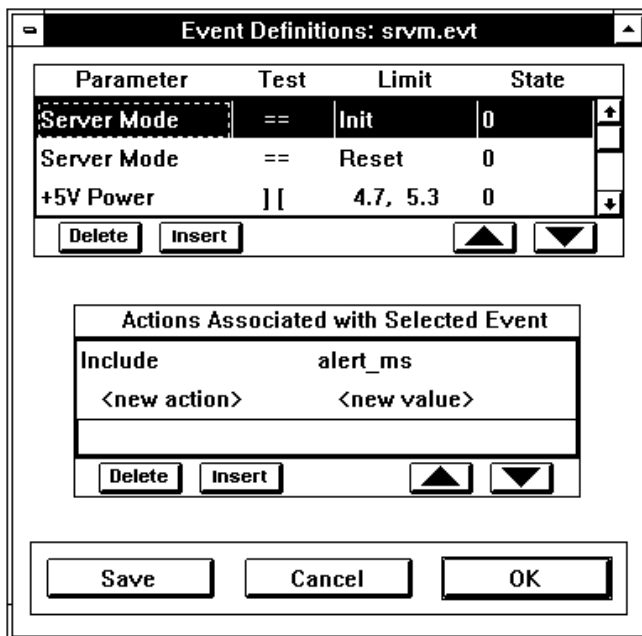 Event Definitions: srvm.evt
Parameter Test Limit State
Server Mode == Init 0
Server Mode == Reset 0
+5V Power ] [ 4.7, 5.3 0
Delete Insert
Actions Associated with Selected Event
Include alert_ms
<new action> <new value>
Delete Insert
Save Cancel OK